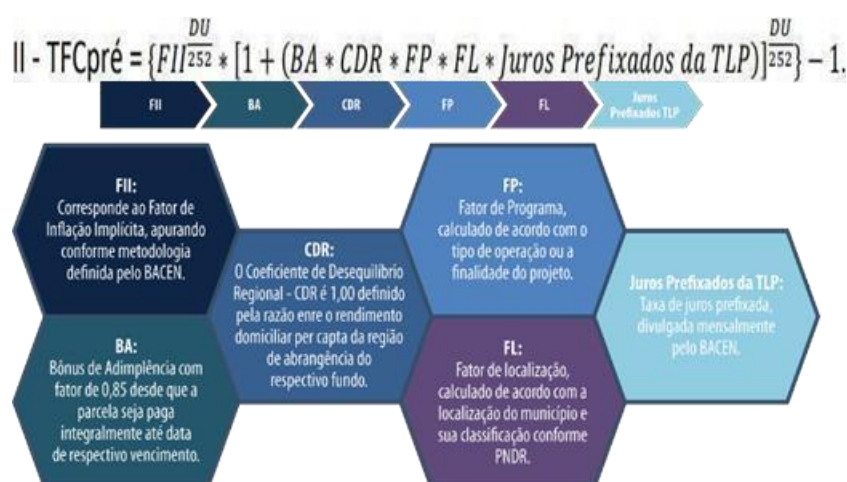 II - TFCpré = {FII^{DU/252} * [1 + (BA * CDR * FP * FL * Juros Prefixados da TLP)]^{DU/252}} − 1.
FII
BA
CDR
FP
FL
Juros
Prefixados TLP
FII:
Corresponde ao Fator de
Inflação Implícita, apurando
conforme metodologia
definida pelo BACEN.
BA:
Bônus de Adimplência com
fator de 0,85 desde que a
parcela seja paga
integralmente até data
de respectivo vencimento.
CDR:
O Coeficiente de Desequilíbrio
Regional - CDR é 1,00 definido
pela razão enre o rendimento
domiciliar per capta da região
de abrangência do
respectivo fundo.
FP:
Fator de Programa,
calculado de acordo com o
tipo de operação ou a
finalidade do projeto.
FL:
Fator de localização,
calculado de acordo com a
localização do município e
sua classificação conforme
PNDR.
Juros Prefixados da TLP:
Taxa de juros prefixada,
divulgada mensalmente
pelo BACEN.